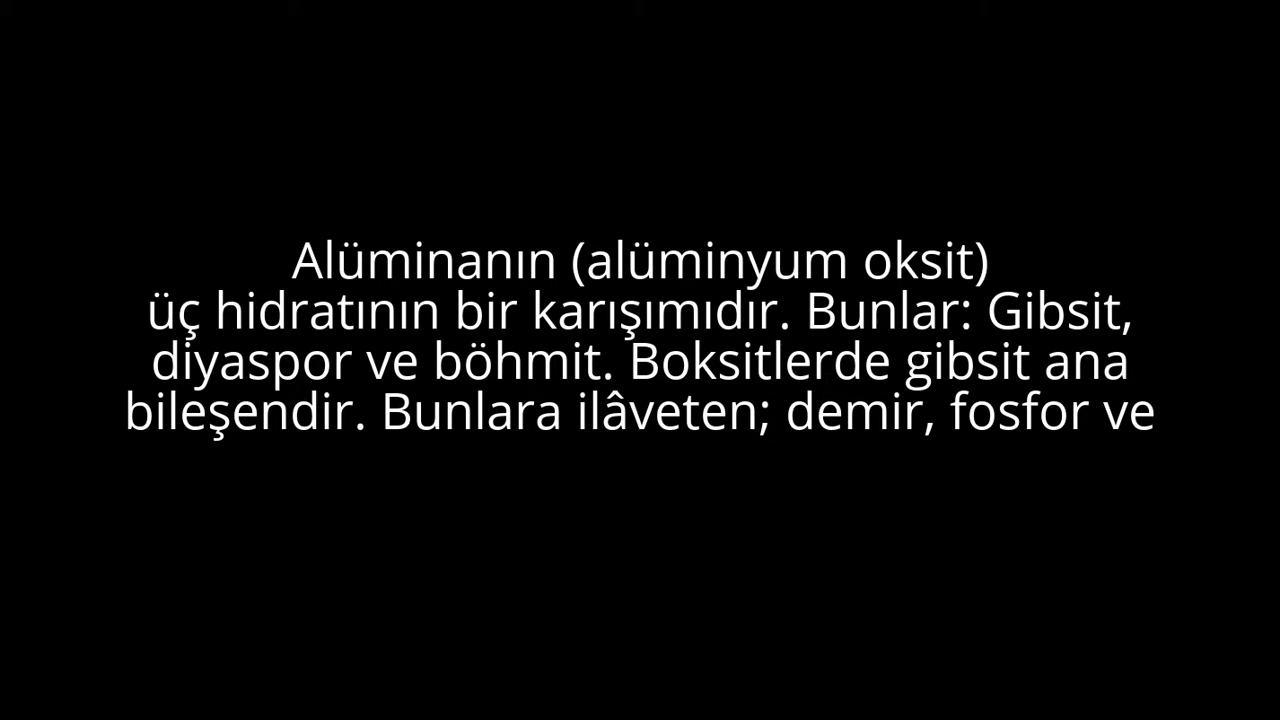 Alüminanın (alüminyum oksit)
üç hidratının bir karışımıdır. Bunlar: Gibsit,
diyaspor ve böhmit. Boksitlerde gibsit ana
bileşendir. Bunlara ilâveten; demir, fosfor ve